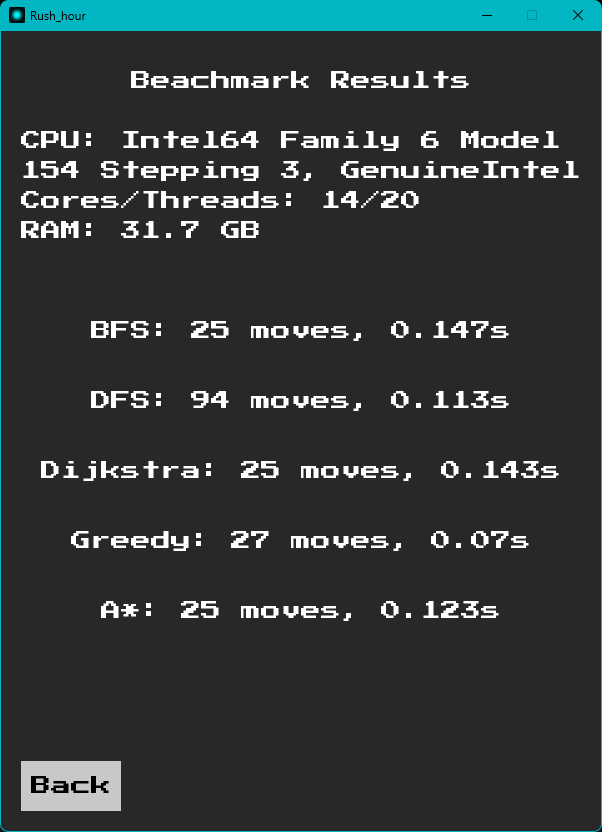 Rush_hour
Beachmark Results
CPU: Intel64 Family 6 Model
154 Stepping 3, GenuineIntel
Cores/Threads: 14/20
RAM: 31.7 GB
BFS: 25 moves, 0.147s
DFS: 94 moves, 0.113s
Dijkstra: 25 moves, 0.143s
Greedy: 27 moves, 0.07s
A*: 25 moves, 0.123s
Back